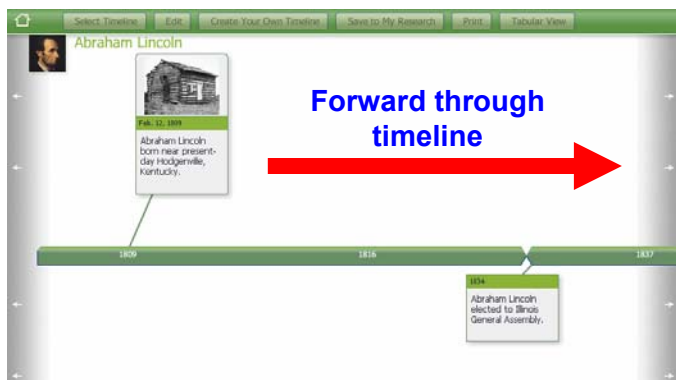 Select Timeline Edit Create Your Own Timeline Save to My Research Print Tabular View
Abraham Lincoln
Feb. 12, 1809
Abraham Lincoln
born near present-
day Hodgenville,
Kentucky.
Forward through
timeline
1809 1816 1837
1834
Abraham Lincoln
elected to Illinois
General Assembly.